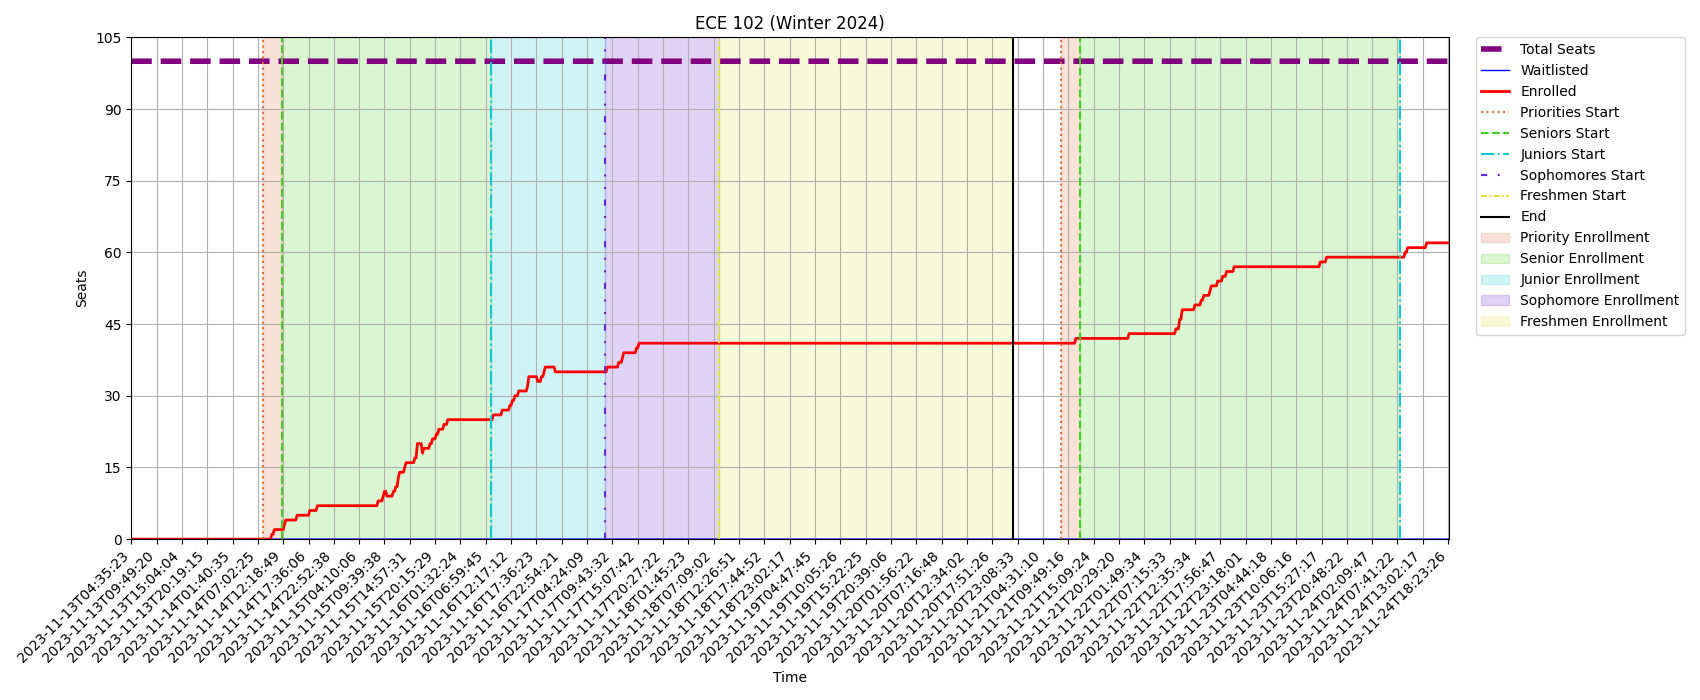 ECE 102 (Winter 2024)
105
90
75
60
45
30
15
0
Seats
2023-11-13T04:35:23
2023-11-13T09:49:20
2023-11-13T15:04:04
2023-11-13T20:19:15
2023-11-14T01:40:35
2023-11-14T07:02:25
2023-11-14T12:18:49
2023-11-14T17:36:06
2023-11-14T22:52:38
2023-11-15T04:10:06
2023-11-15T09:39:38
2023-11-15T14:57:31
2023-11-15T20:15:29
2023-11-16T01:32:24
2023-11-16T06:59:45
2023-11-16T12:17:12
2023-11-16T17:36:23
2023-11-16T22:54:21
2023-11-17T04:24:09
2023-11-17T09:43:32
2023-11-17T15:07:42
2023-11-17T20:27:22
2023-11-18T01:45:23
2023-11-18T07:09:02
2023-11-18T12:26:51
2023-11-18T17:44:52
2023-11-18T23:02:17
2023-11-19T04:47:45
2023-11-19T10:05:26
2023-11-19T15:22:25
2023-11-19T20:39:06
2023-11-20T01:56:22
2023-11-20T07:16:48
2023-11-20T12:34:02
2023-11-20T17:51:26
2023-11-20T23:08:33
2023-11-21T04:31:10
2023-11-21T09:49:16
2023-11-21T15:09:24
2023-11-21T20:29:20
2023-11-22T01:49:34
2023-11-22T07:15:33
2023-11-22T12:35:34
2023-11-22T17:56:47
2023-11-22T23:18:01
2023-11-23T04:44:18
2023-11-23T10:06:16
2023-11-23T15:27:17
2023-11-23T20:48:22
2023-11-24T02:09:47
2023-11-24T07:41:22
2023-11-24T13:02:17
2023-11-24T18:23:26
Time
Total Seats
Waitlisted
Enrolled
Priorities Start
Seniors Start
Juniors Start
Sophomores Start
Freshmen Start
End
Priority Enrollment
Senior Enrollment
Junior Enrollment
Sophomore Enrollment
Freshmen Enrollment